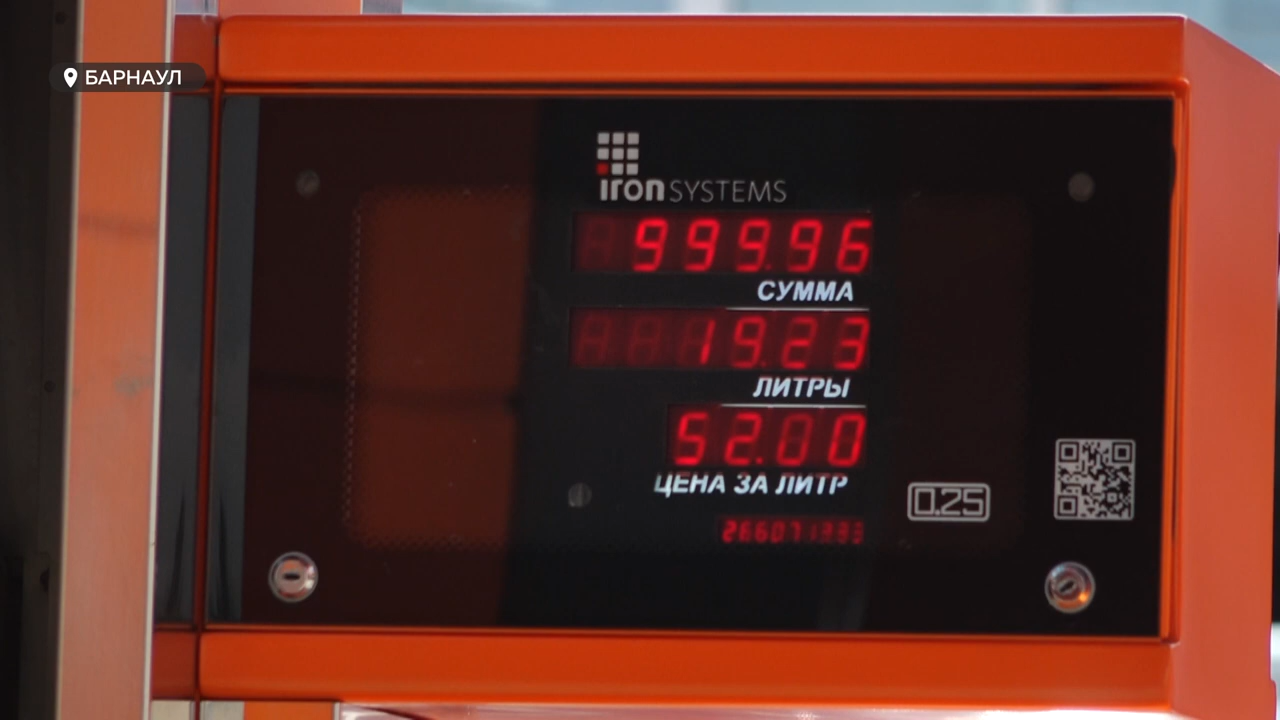 БАРНАУЛ
iron SYSTEMS
999.96
СУММА
19.23
ЛИТРЫ
52.00
ЦЕНА ЗА ЛИТР
0.25